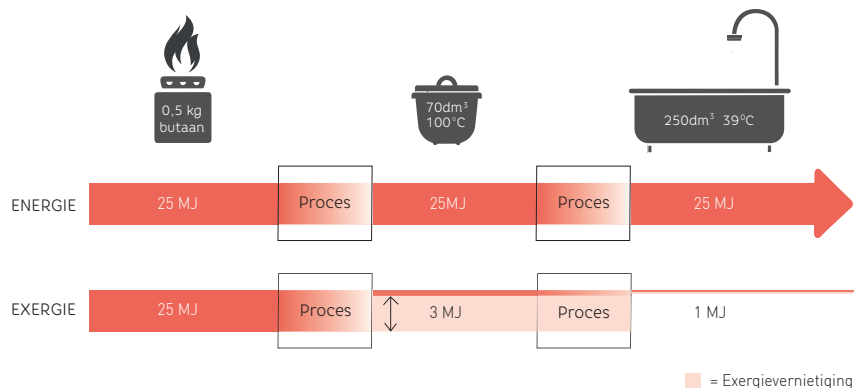 0,5 kg
butaan
70dm³
100°C
250dm³ 39⁰C
ENERGIE
25 MJ
Proces
25MJ
Proces
25 MJ
EXERGIE
25 MJ
Proces
3 MJ
Proces
1 MJ
= Exergievernietiging